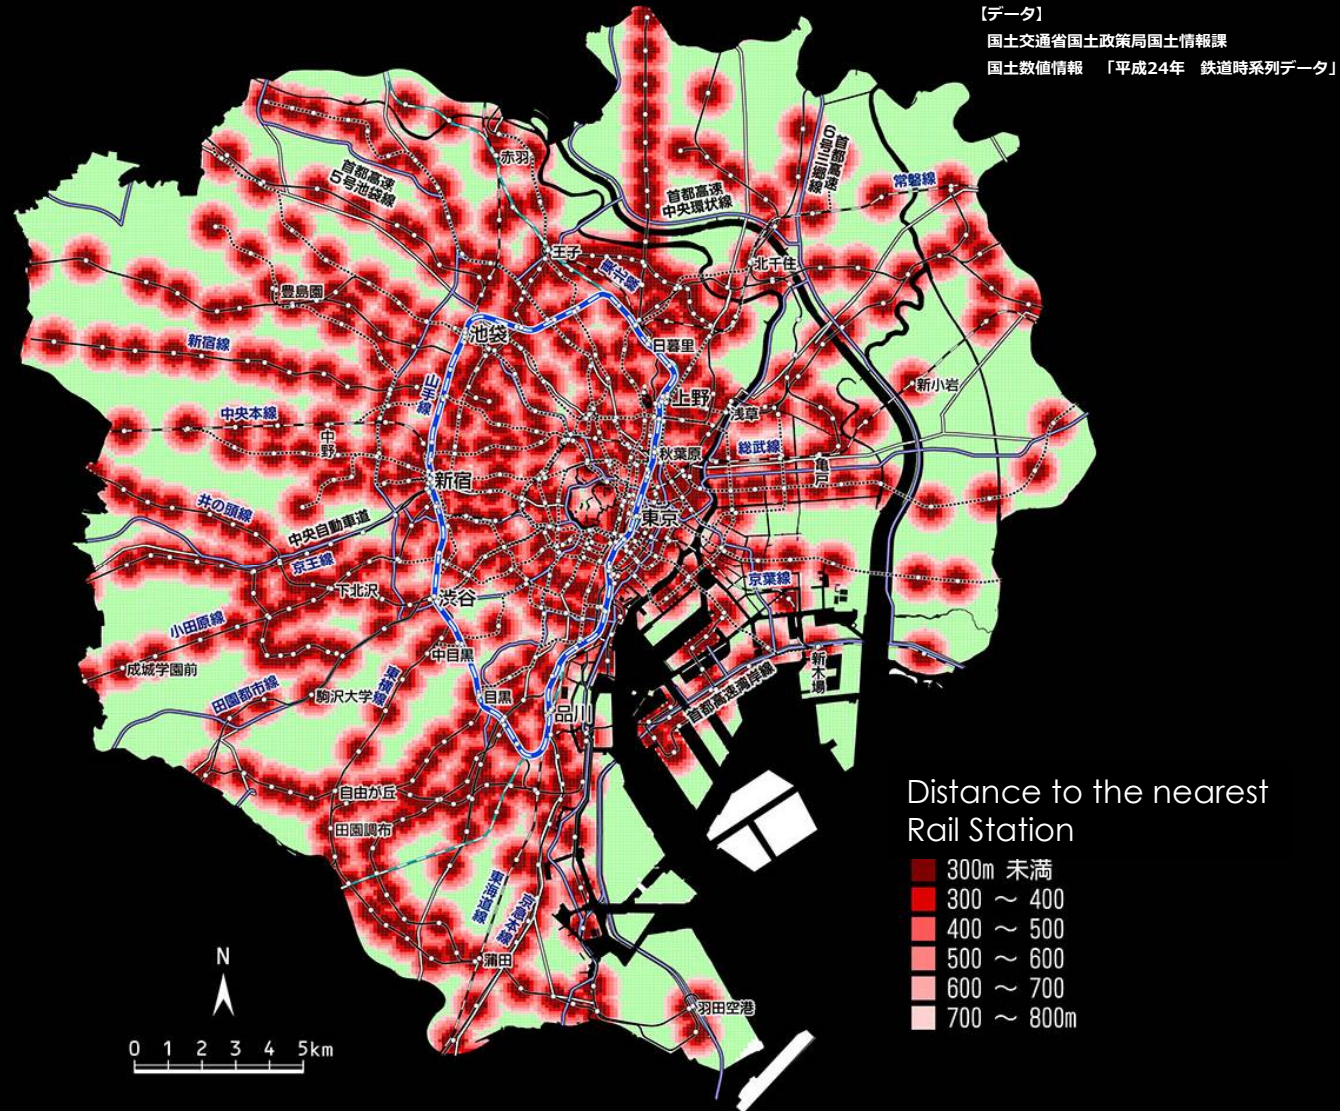 【データ】
国土交通省国土政策局国土情報課
国土数値情報　「平成24年　鉄道時系列データ」
赤羽
首都高速
5号池袋線
首都高速
6号三郷線
常磐線
首都高速
中央環状線
王子
東北線
北千住
豊島園
池袋
日暮里
新宿線
山手線
上野
浅草
新小岩
中央本線
中野
秋葉原
総武線
亀戸
新宿
井の頭線
中央自動車道
東京
京王線
下北沢
京葉線
渋谷
小田原線
成城学園前
中目黒
新木場
東横線
首都高速湾岸線
田園都市線
駒沢大学
目黒
品川
自由が丘
田園調布
東海道線
京急本線
蒲田
羽田空港
Distance to the nearest
Rail Station
300m 未満
300 ～ 400
400 ～ 500
500 ～ 600
600 ～ 700
700 ～ 800m
N
0 1 2 3 4 5km